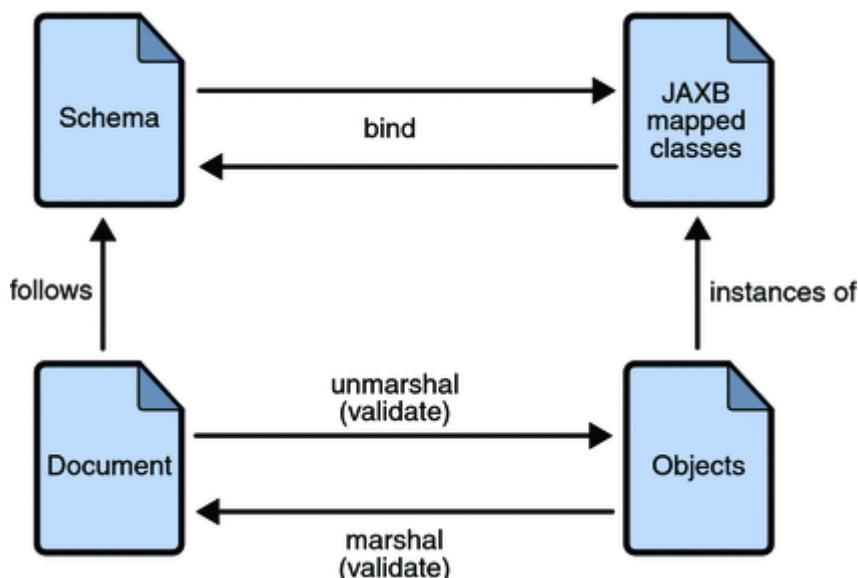 Schema
bind
JAXB
mapped
classes
follows
instances of
Document
unmarshal
(validate)
Objects
marshal
(validate)